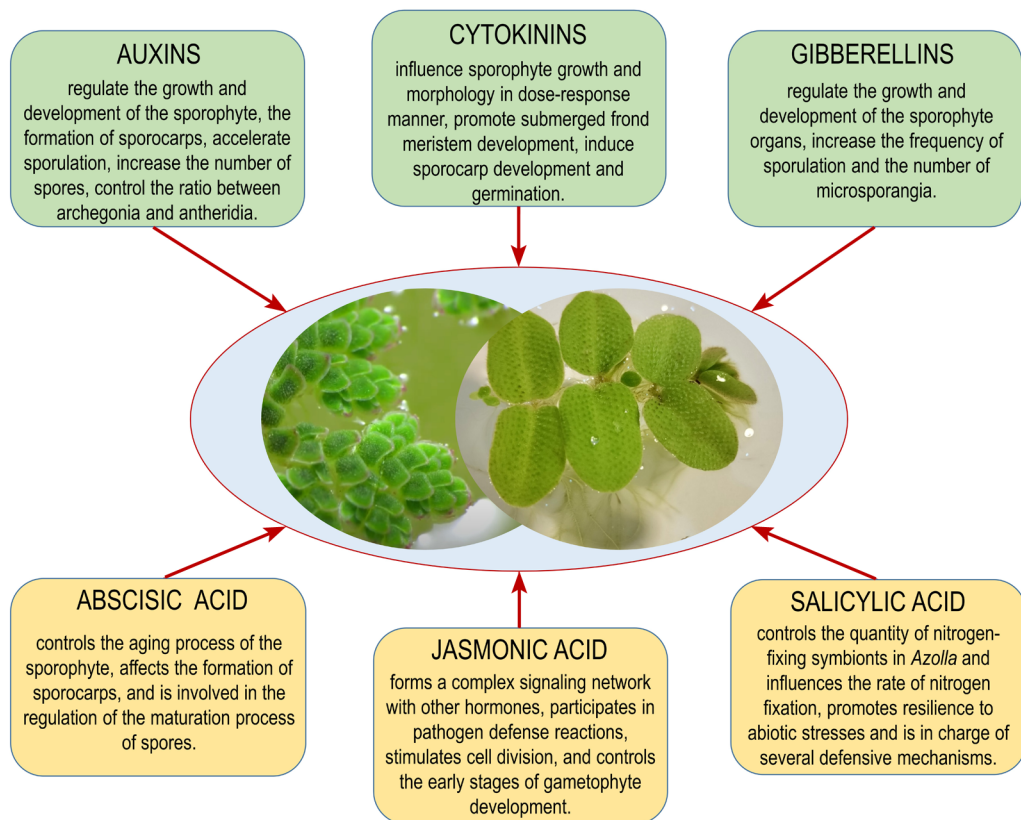 AUXINS
regulate the growth and
development of the sporophyte, the
formation of sporocarps, accelerate
sporulation, increase the number of
spores, control the ratio between
archegonia and antheridia.
CYTOKININS
influence sporophyte growth and
morphology in dose-response
manner, promote submerged frond
meristem development, induce
sporocarp development and
germination.
GIBBERELLINS
regulate the growth and
development of the sporophyte
organs, increase the frequency of
sporulation and the number of
microsporangia.
ABSCISIC ACID
controls the aging process of the
sporophyte, affects the formation of
sporocarps, and is involved in the
regulation of the maturation process
of spores.
JASMONIC ACID
forms a complex signaling network
with other hormones, participates in
pathogen defense reactions,
stimulates cell division, and controls
the early stages of gametophyte
development.
SALICYLIC ACID
controls the quantity of nitrogen-
fixing symbionts in Azolla and
influences the rate of nitrogen
fixation, promotes resilience to
abiotic stresses and is in charge of
several defensive mechanisms.